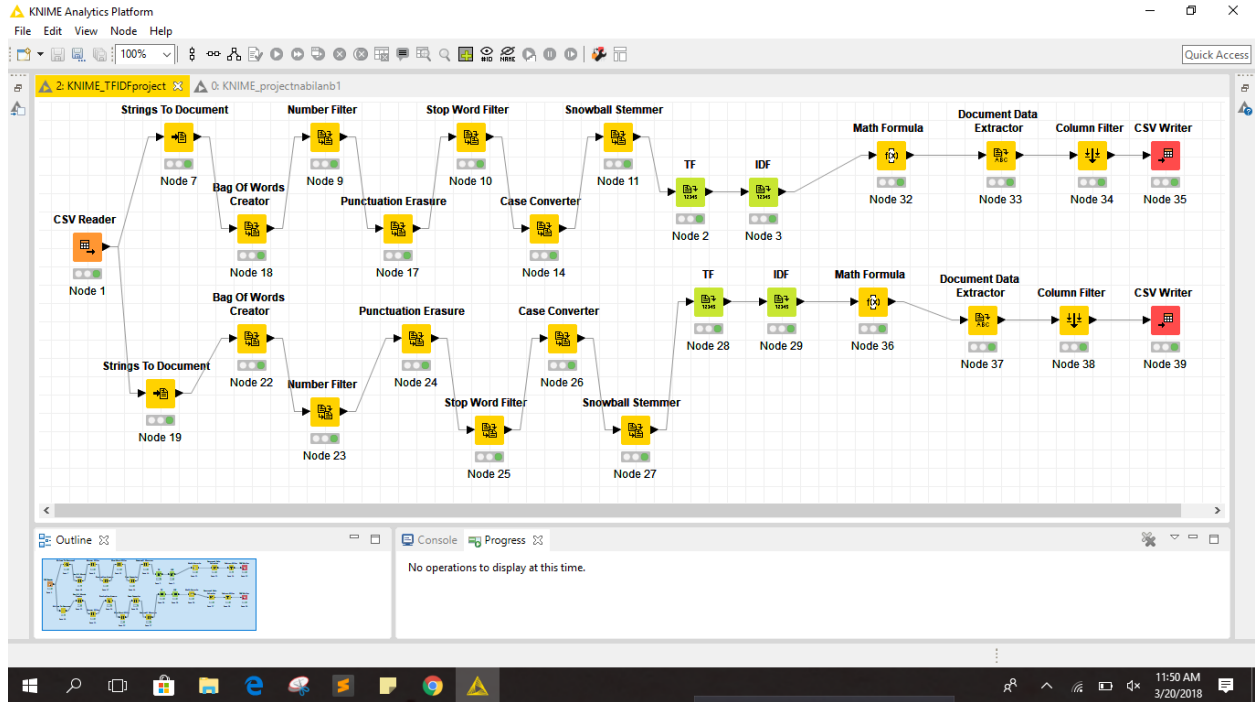 KNIME Analytics Platform
File Edit View Node Help
100%
Quick Access
2: KNIME_TFIDFproject
0: KNIME_projectnabilanb1
Strings To Document
Number Filter
Stop Word Filter
Snowball Stemmer
Document Data
Extractor
Math Formula
Column Filter
CSV Writer
TF
IDF
Node 7
Node 9
Node 10
Node 11
Node 32
Node 33
Node 34
Node 35
Bag Of Words
Creator
Punctuation Erasure
Case Converter
CSV Reader
Node 2
Node 3
Node 18
Node 17
Node 14
Node 1
TF
IDF
Math Formula
Document Data
Extractor
Column Filter
CSV Writer
Bag Of Words
Creator
Punctuation Erasure
Case Converter
Node 28
Node 29
Node 36
Node 37
Node 38
Node 39
Strings To Document
Node 22
Number Filter
Node 24
Node 26
Stop Word Filter
Snowball Stemmer
Node 19
Node 23
Node 25
Node 27
Outline
Console
Progress
No operations to display at this time.
11:50 AM
3/20/2018